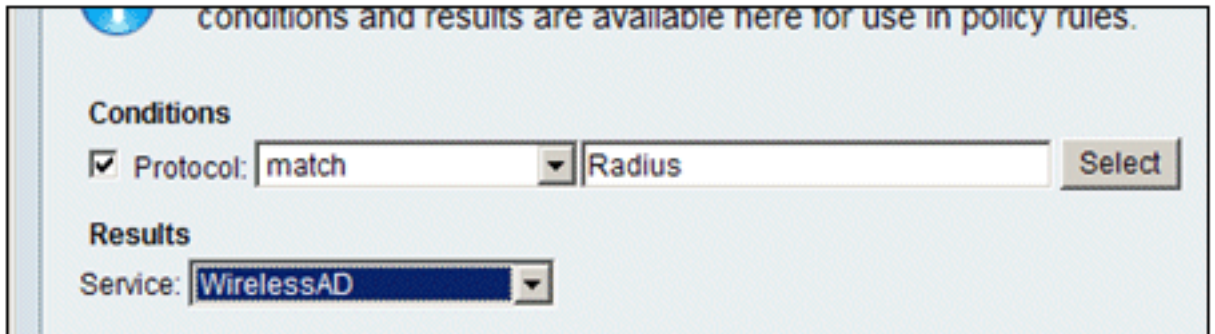 conditions and results are available here for use in policy rules.
Conditions
Protocol: match Radius Select
Results
Service: WirelessAD